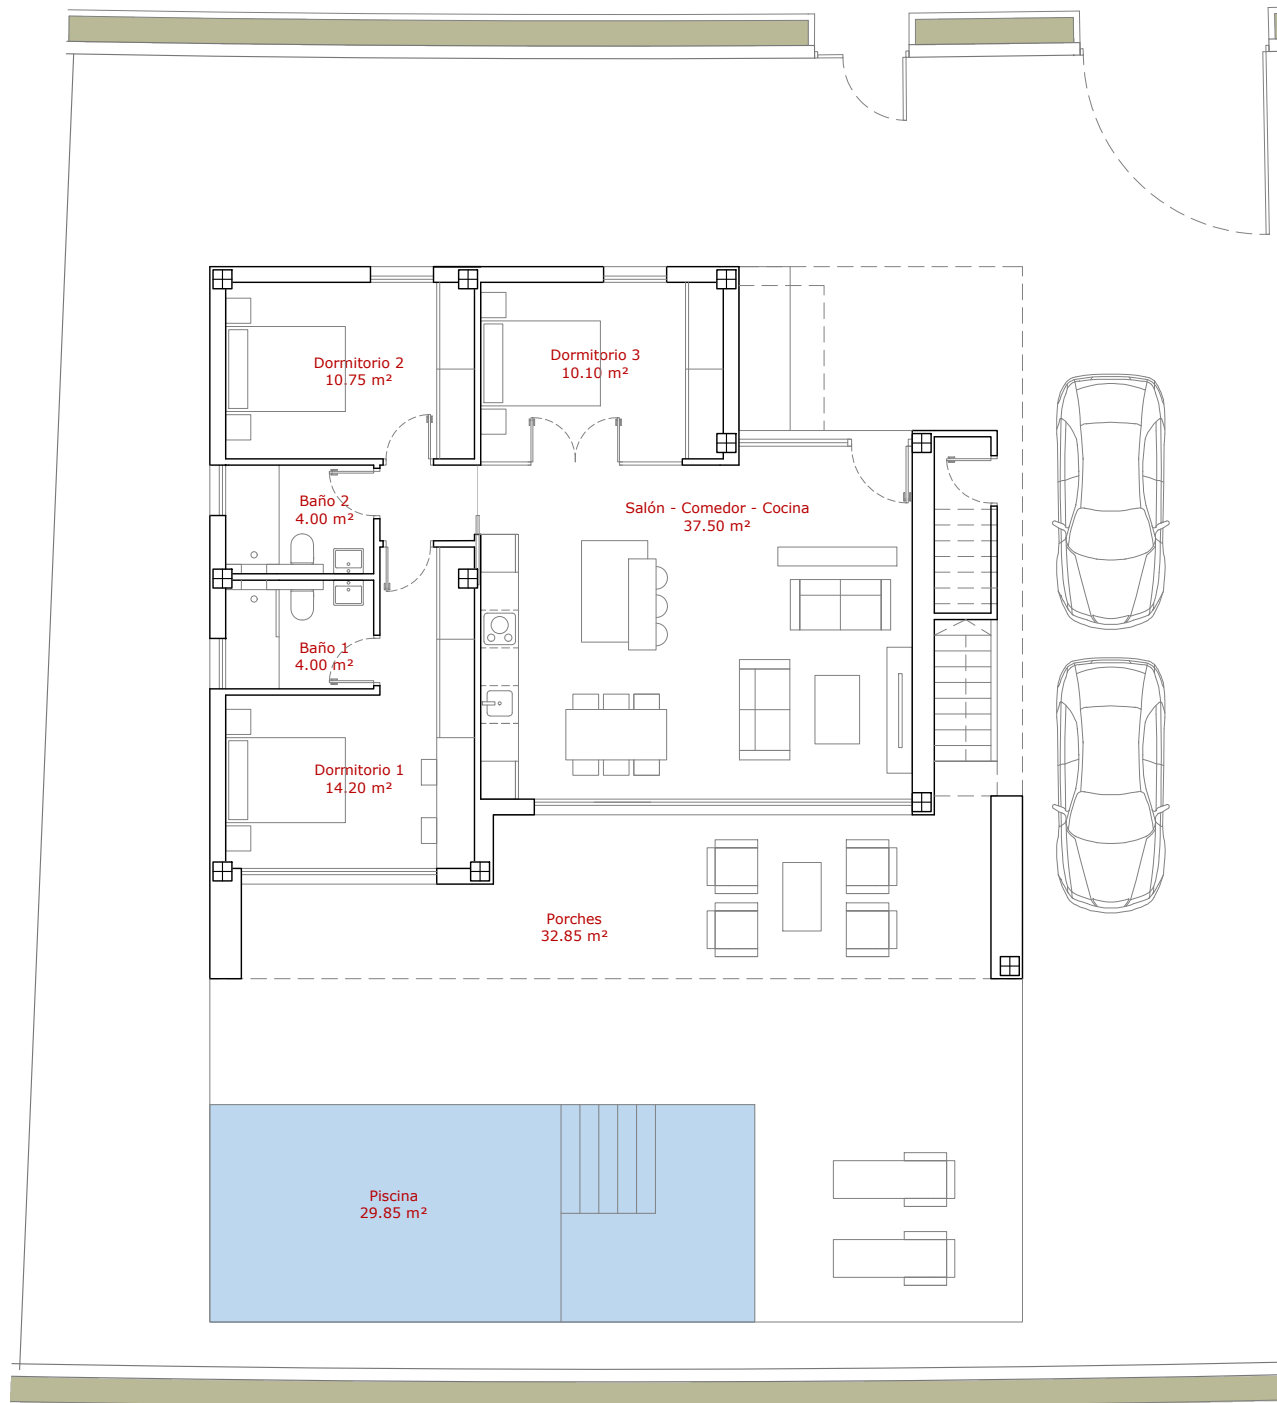 Dormitorio 2
10.75 m²
Dormitorio 3
10.10 m²
Baño 2
4.00 m²
Salón - Comedor - Cocina
37.50 m²
Baño 1
4.00 m²
Dormitorio 1
14.20 m²
Porches
32.85 m²
Piscina
29.85 m²